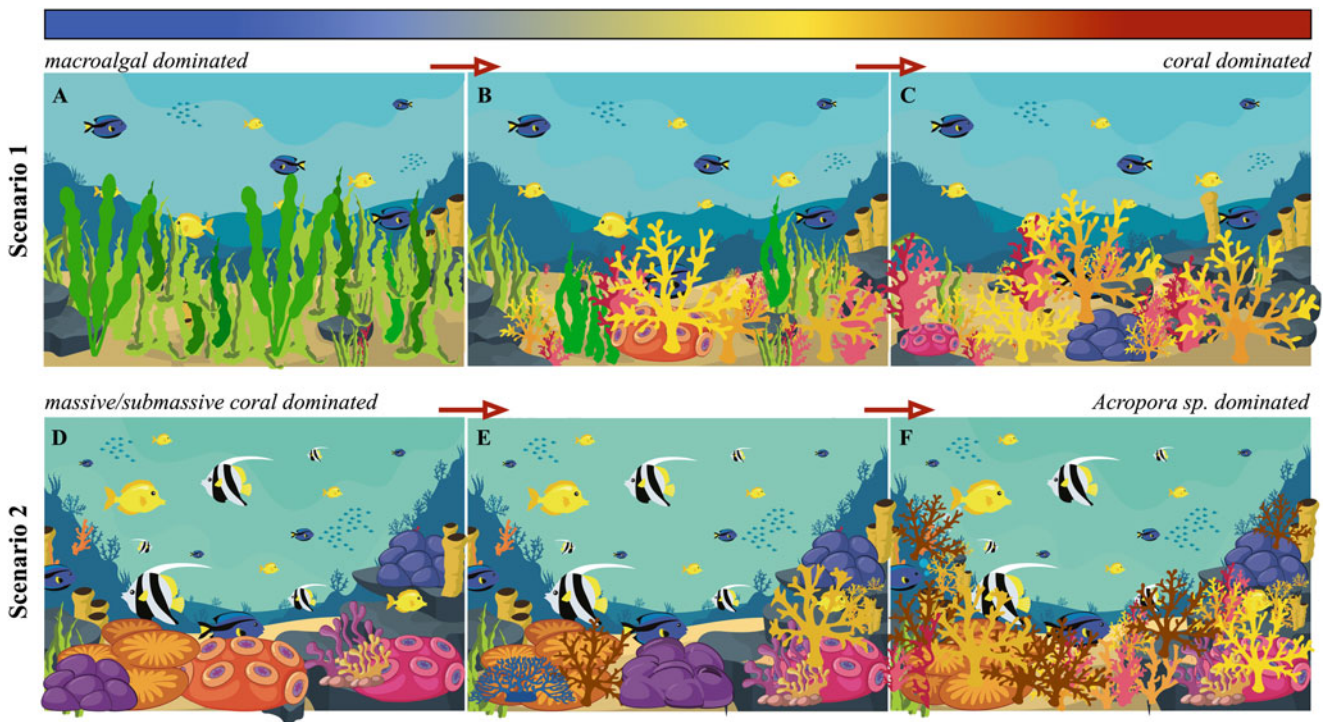 macroalgal dominated
coral dominated
Scenario 1
A
B
C
massive/submassive coral dominated
Acropora sp. dominated
Scenario 2
D
E
F